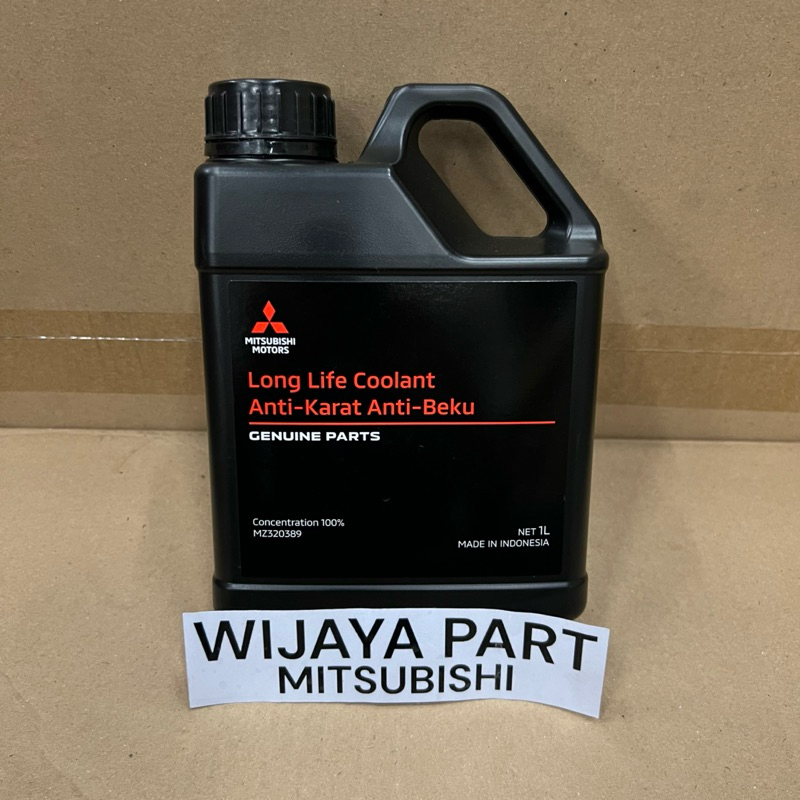 MITSUBISHI
MOTORS
Long Life Coolant
Anti-Karat Anti-Beku
GENUINE PARTS
Concentration 100%
MZ320389
NET 1L
MADE IN INDONESIA
WIJAYA PART
MITSUBISHI